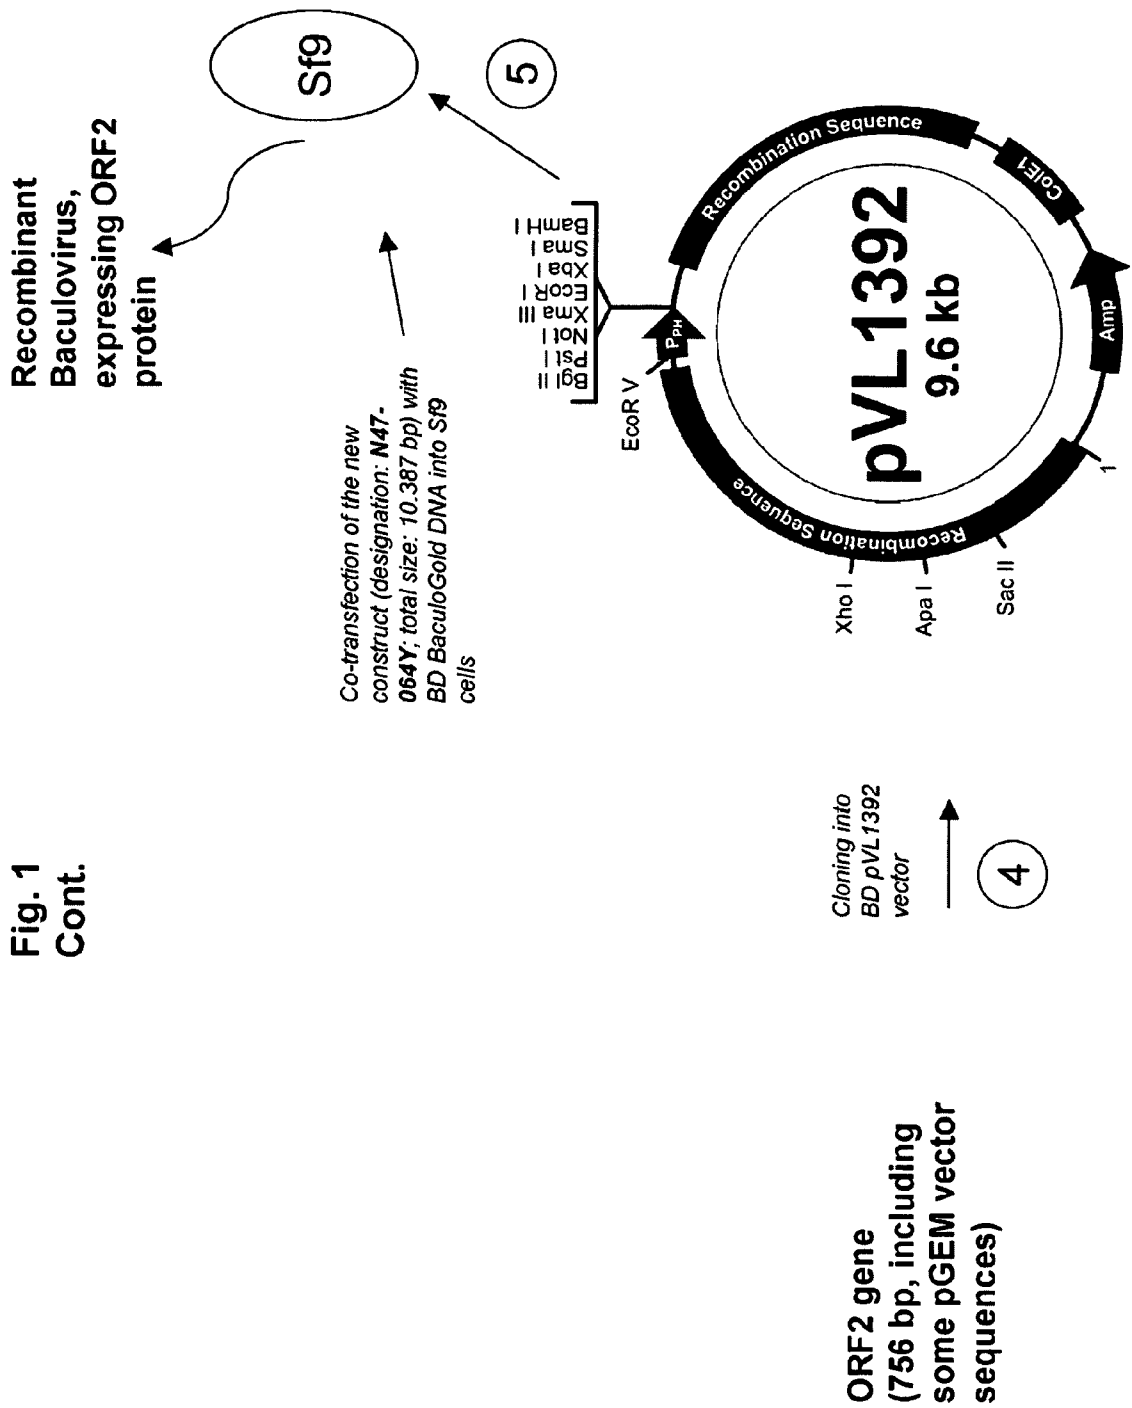 Fig. 1
Cont.
ORF2 gene
(756 bp, including
some pGEM vector
sequences)
Cloning into
BD pVL1392
vector
4
Co-transfection of the new
construct (designation: N47-
064Y; total size: 10.387 bp) with
BD BaculoGold DNA into Sf9
cells
Recombinant
Baculovirus,
expressing ORF2
protein
Sf9
5
Bgl II
Pst I
Not I
Xma III
EcoR I
Xba I
Sma I
BamH I
EcoR V
PPH
Recombination Sequence
Recombination Sequence
ColE1
Amp
pVL1392
9.6 kb
Xho I
Apa I
Sac II
1